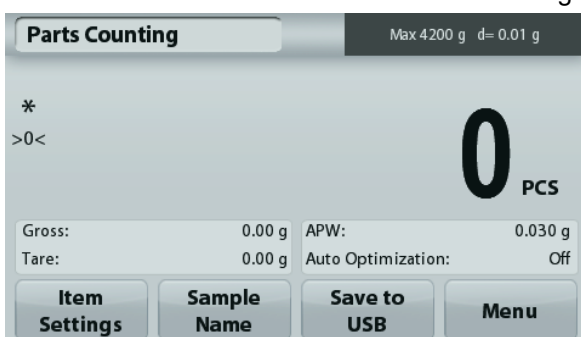 g
Parts Counting
Max 4200 g d= 0.01 g
*
>0<
0 PCS
Gross: 0.00 g
Tare: 0.00 g
APW: 0.030 g
Auto Optimization: Off
Item Settings
Sample Name
Save to USB
Menu